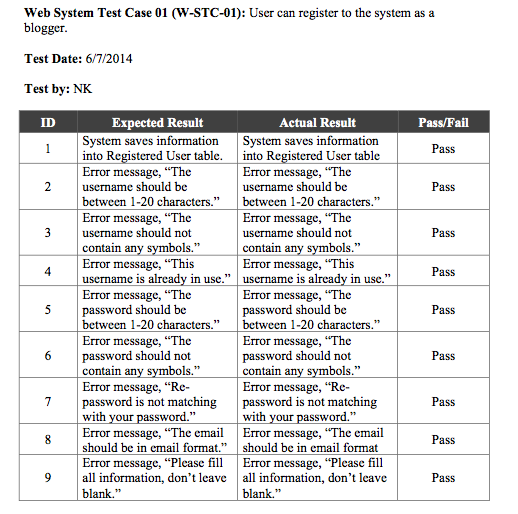 Web System Test Case 01 (W-STC-01): User can register to the system as a
blogger.
Test Date: 6/7/2014
Test by: NK
ID Expected Result Actual Result Pass/Fail
1 System saves information into Registered User table. System saves information into Registered User table Pass
2 Error message, “The username should be between 1-20 characters.” Error message, “The username should be between 1-20 characters.” Pass
3 Error message, “The username should not contain any symbols.” Error message, “The username should not contain any symbols.” Pass
4 Error message, “This username is already in use.” Error message, “This username is already in use.” Pass
5 Error message, “The password should be between 1-20 characters.” Error message, “The password should be between 1-20 characters.” Pass
6 Error message, “The password should not contain any symbols.” Error message, “The password should not contain any symbols.” Pass
7 Error message, “Re-password is not matching with your password.” Error message, “Re-password is not matching with your password.” Pass
8 Error message, “The email should be in email format.” Error message, “The email should be in email format Pass
9 Error message, “Please fill all information, don’t leave blank.” Error message, “Please fill all information, don’t leave blank.” Pass